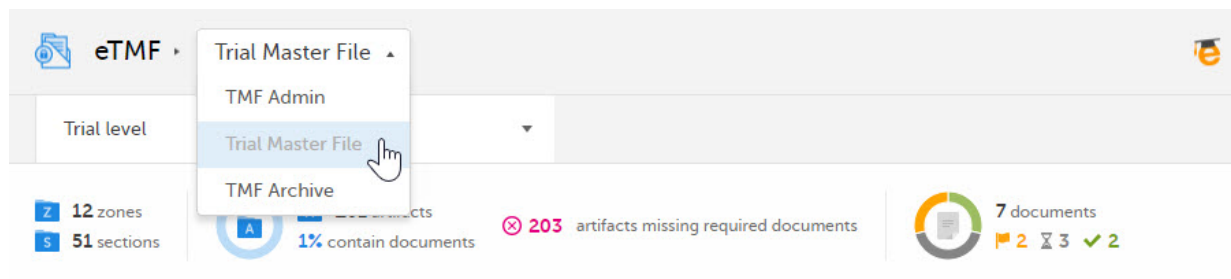 eTMF
Trial Master File
TMF Admin
Trial Master File
TMF Archive
Trial level
Z 12 zones
S 51 sections
A
1% contain documents
203 artifacts missing required documents
7 documents
2 3 2
e